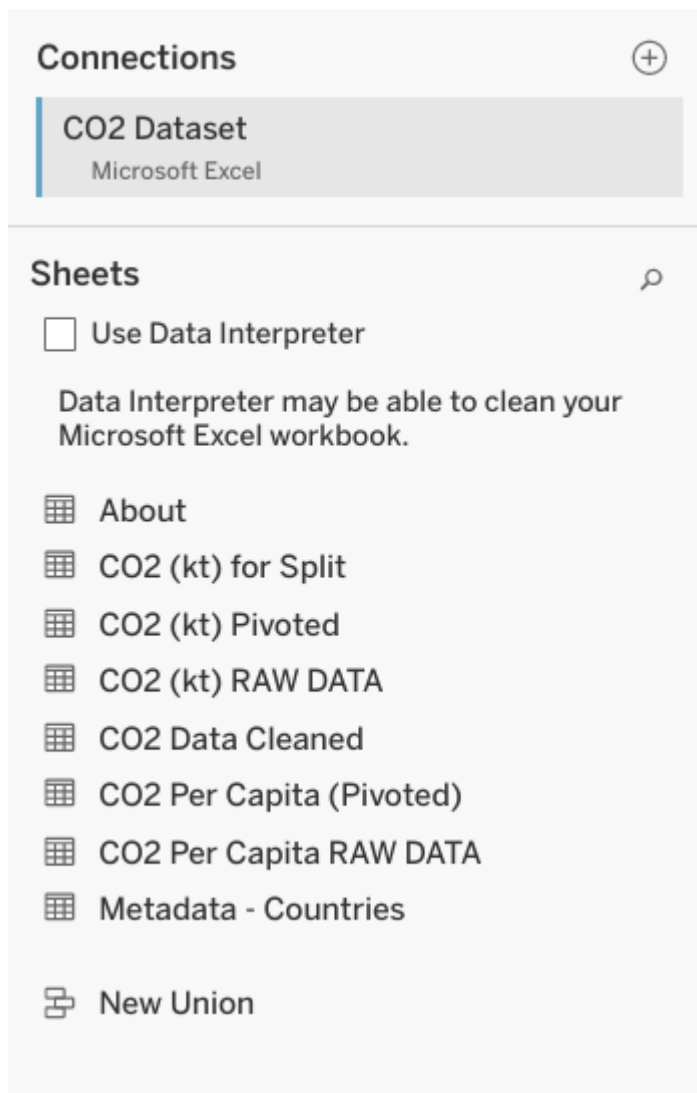 Connections
CO2 Dataset
Microsoft Excel
Sheets
Use Data Interpreter
Data Interpreter may be able to clean your
Microsoft Excel workbook.
About
CO2 (kt) for Split
CO2 (kt) Pivoted
CO2 (kt) RAW DATA
CO2 Data Cleaned
CO2 Per Capita (Pivoted)
CO2 Per Capita RAW DATA
Metadata - Countries
New Union